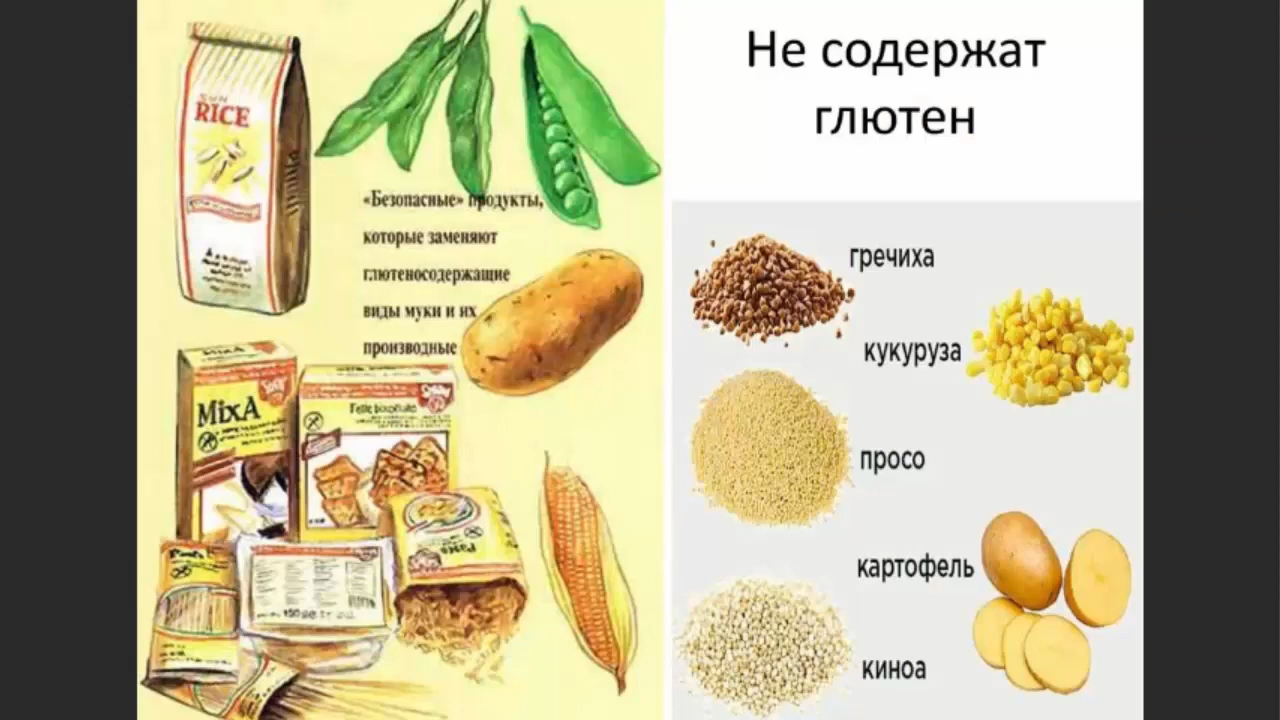 RICE
«Безопасные» продукты,
которые заменяют
глютеносодержащие
виды муки и их
производные
MixA
Не содержат
глютен
гречиха
кукуруза
просо
картофель
киноа